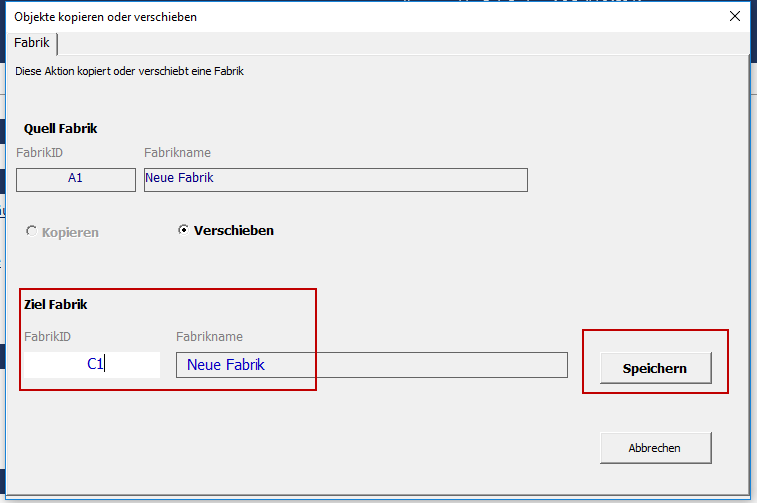 Objekte kopieren oder verschieben
Fabrik
Diese Aktion kopiert oder verschiebt eine Fabrik
Quell Fabrik
FabrikID Fabrikname
A1 Neue Fabrik
Kopieren Verschieben
Ziel Fabrik
FabrikID Fabrikname
C1 Neue Fabrik Speichern
Abbrechen